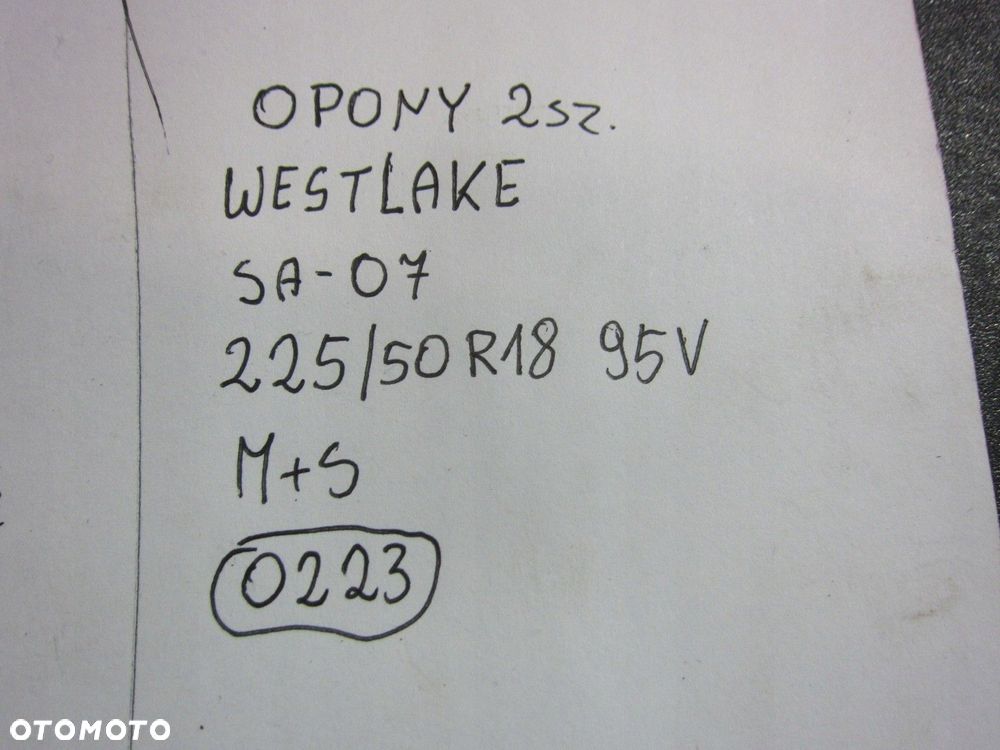 OPONY 2sz.
WESTLAKE
SA-07
225/50R18 95V
M+S
0223
OTOMOTO